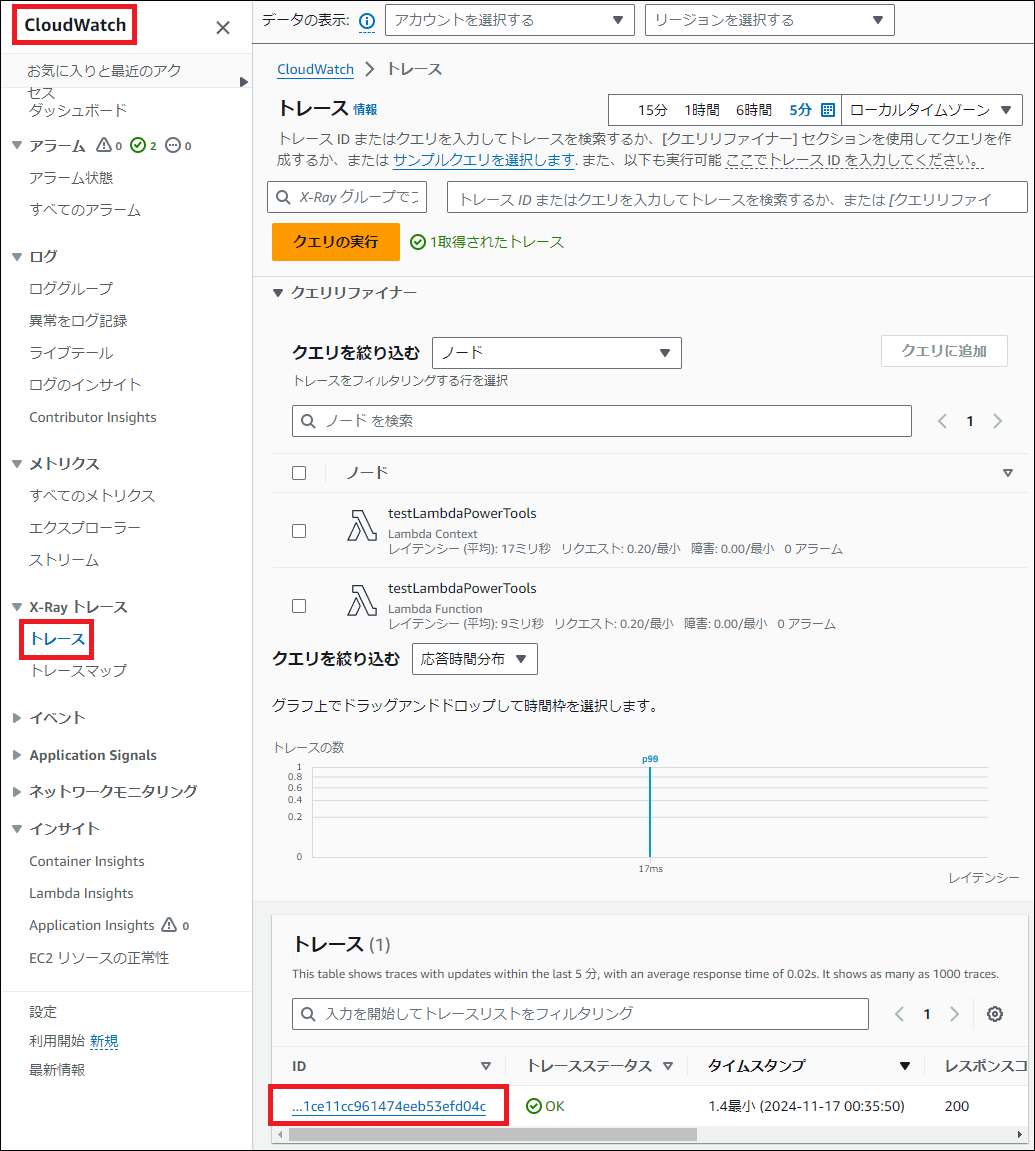 CloudWatch
お気に入りと最近のアク
セス
ダッシュボード
アラーム 0 2 0
アラーム状態
すべてのアラーム
ログ
ロググループ
異常をログ記録
ライブテール
ログのインサイト
Contributor Insights
メトリクス
すべてのメトリクス
エクスプローラー
ストリーム
X-Ray トレース
トレース
トレースマップ
イベント
Application Signals
ネットワークモニタリング
インサイト
Container Insights
Lambda Insights
Application Insights 0
EC2 リソースの正常性
設定
利用開始 新規
最新情報
データの表示: アカウントを選択する リージョンを選択する
CloudWatch トレース
トレース 情報
15分 1時間 6時間 5分 ローカルタイムゾーン
トレース ID またはクエリを入力してトレースを検索するか、[クエリリファイナー] セクションを使用してクエリを作
成するか、または サンプルクエリを選択します. また、以下も実行可能 ここでトレース ID を入力してください。
X-Ray グループでフ トレース ID またはクエリを入力してトレースを検索するか、または [クエリリファイ
クエリの実行 1取得されたトレース
クエリリファイナー
クエリを絞り込む ノード クエリに追加
トレースをフィルタリングする行を選択
ノード を検索 1
ノード
testLambdaPowerTools
Lambda Context
レイテンシー (平均): 17ミリ秒 リクエスト: 0.20/最小 障害: 0.00/最小 0 アラーム
testLambdaPowerTools
Lambda Function
レイテンシー (平均): 9ミリ秒 リクエスト: 0.20/最小 障害: 0.00/最小 0 アラーム
クエリを絞り込む 応答時間分布
グラフ上でドラッグアンドドロップして時間枠を選択します。
トレースの数
p99
1
0.8
0.6
0.4
0.2
0
17ms
レイテンシー
トレース (1)
This table shows traces with updates within the last 5 分, with an average response time of 0.02s. It shows as many as 1000 traces.
入力を開始してトレースリストをフィルタリング 1
ID トレースステータス タイムスタンプ レスポンスコ
...1ce11cc961474eeb53efd04c OK 1.4最小 (2024-11-17 00:35:50) 200